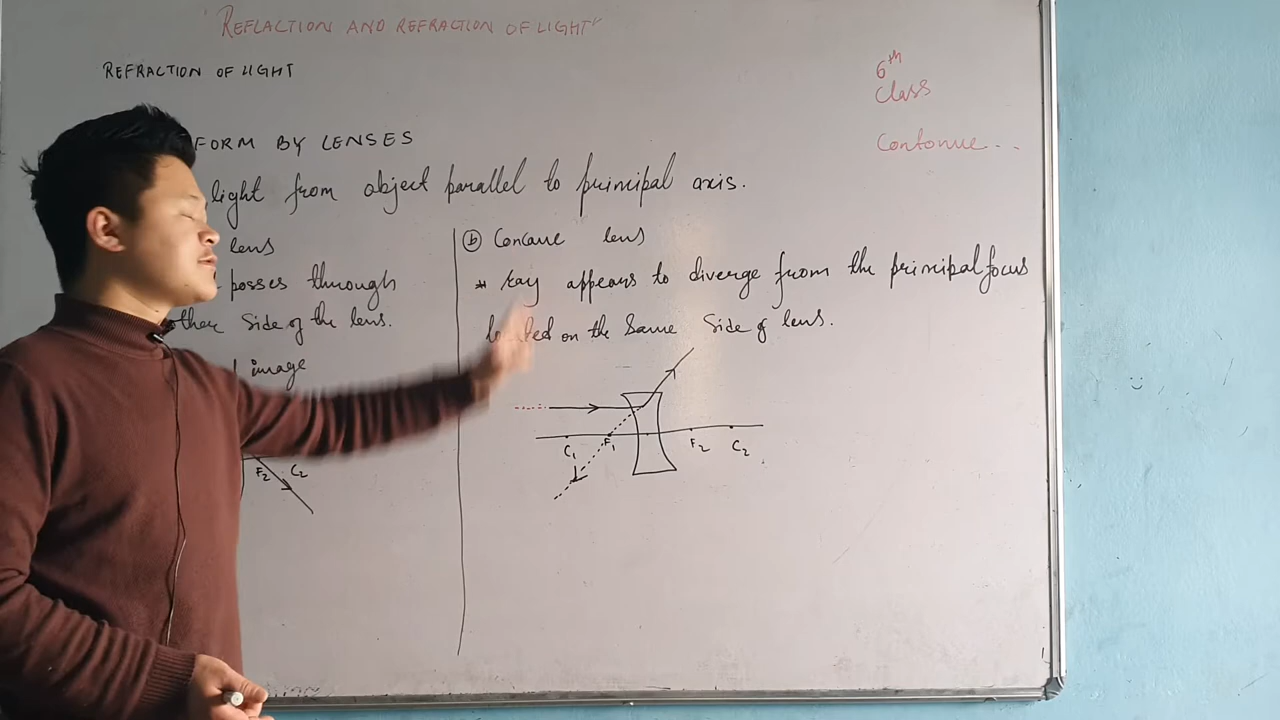 "REFLACTION AND REFRACTION OF LIGHT"
REFRACTION OF LIGHT
6th
Class
Contonue...
FORM BY LENSES
light from object parallel to principal axis.
lens
posses through
other side of the lens.
image
F2 C2
(b) Concave lens
* ray appears to diverge from the principal focus
on the same side of lens.
C1 F1 F2 C2